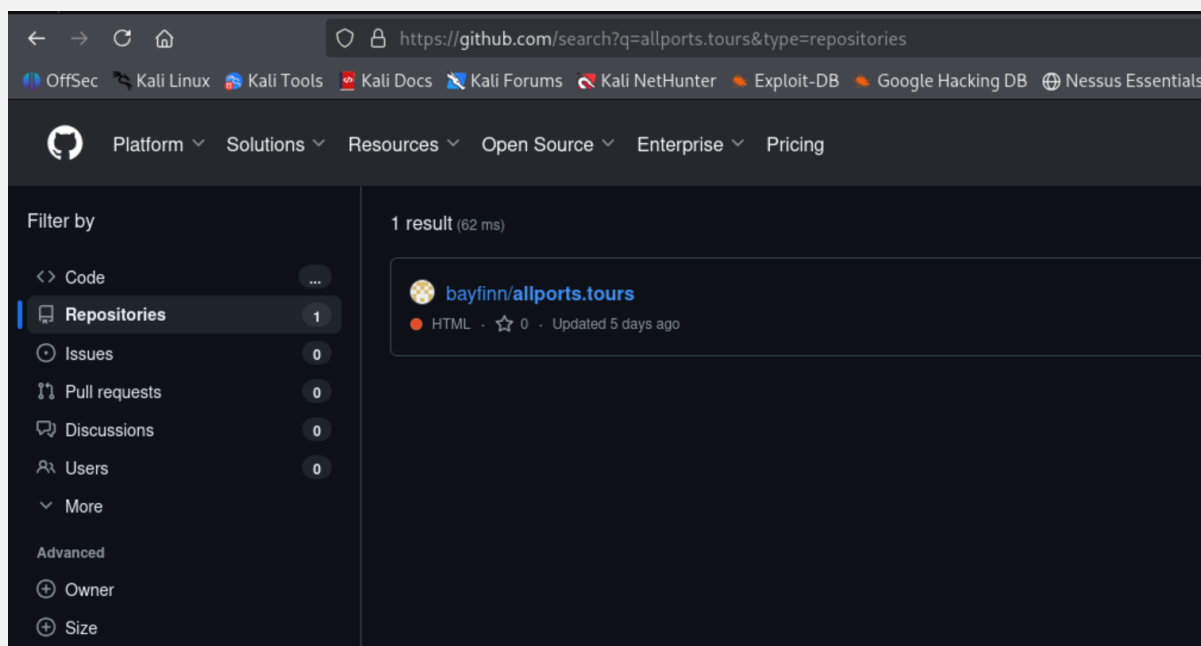 https://github.com/search?q=allports.tours&type=repositories
OffSec Kali Linux Kali Tools Kali Docs Kali Forums Kali NetHunter Exploit-DB Google Hacking DB Nessus Essentials
Platform Solutions Resources Open Source Enterprise Pricing
Filter by
1 result (62 ms)
Code ...
Repositories 1
Issues 0
Pull requests 0
Discussions 0
Users 0
More
Advanced
Owner
Size
bayfinn/allports.tours
HTML · 0 · Updated 5 days ago